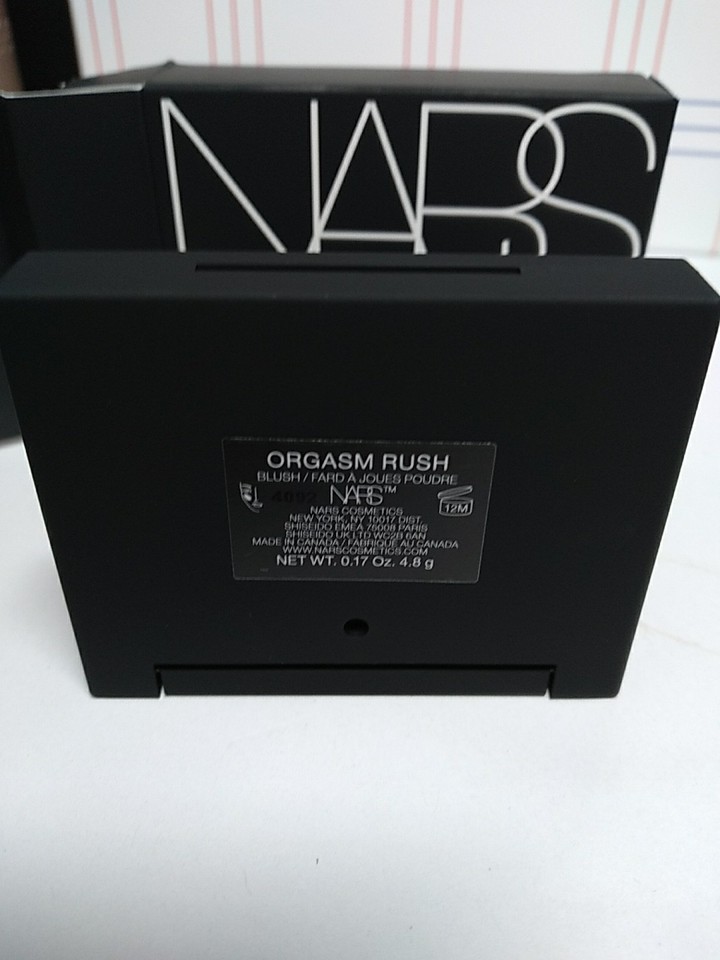 NARS
ORGASM RUSH
BLUSH / FARD À JOUES POUDRE
4092 NARS™ 12M
NARS COSMETICS
NEW YORK, NY 10017 DIST.
SHISEIDO EMEA 75008 PARIS
SHISEIDO UK LTD WC2B 6AN
MADE IN CANADA / FABRIQUÉ AU CANADA
WWW.NARSCOSMETICS.COM
NET WT. 0.17 Oz. 4.8 g